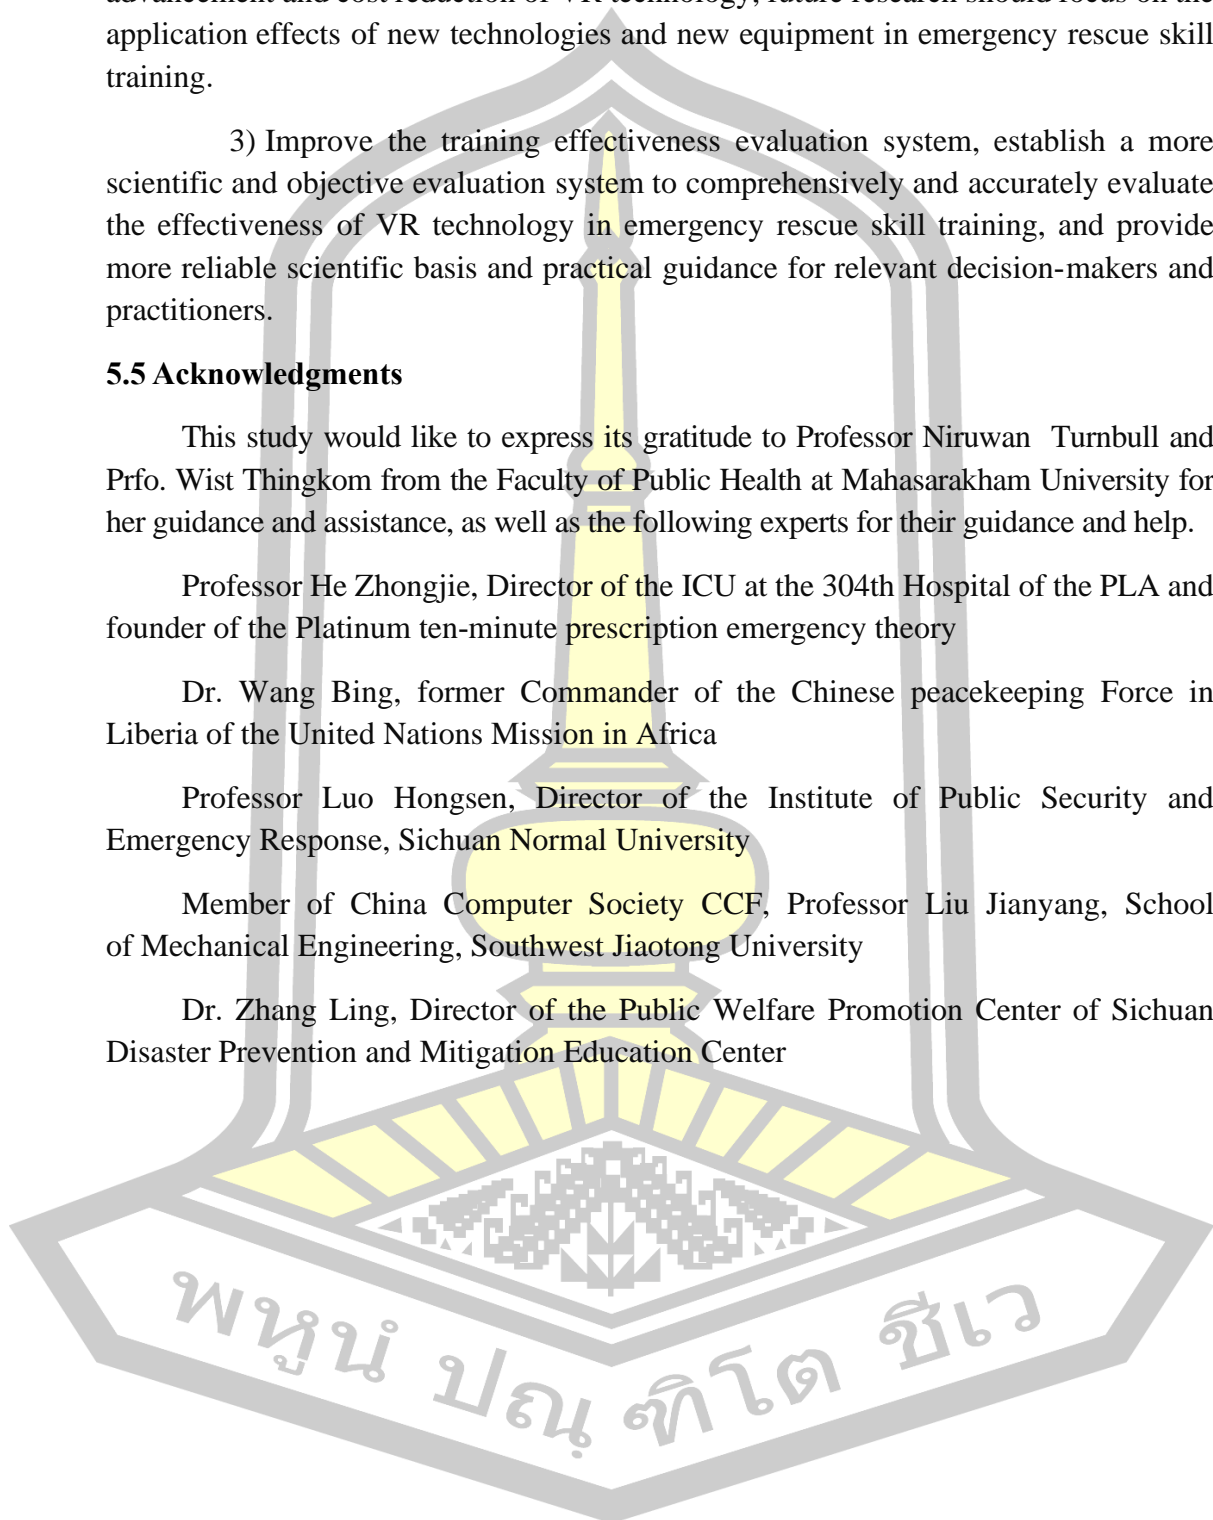 advancement and cost reduction of VR technology, future research should focus on the
application effects of new technologies and new equipment in emergency rescue skill
training.
3) Improve the training effectiveness evaluation system, establish a more
scientific and objective evaluation system to comprehensively and accurately evaluate
the effectiveness of VR technology in emergency rescue skill training, and provide
more reliable scientific basis and practical guidance for relevant decision-makers and
practitioners.
5.5 Acknowledgments
This study would like to express its gratitude to Professor Niruwan Turnbull and
Prfo. Wist Thingkom from the Faculty of Public Health at Mahasarakham University for
her guidance and assistance, as well as the following experts for their guidance and help.
Professor He Zhongjie, Director of the ICU at the 304th Hospital of the PLA and
founder of the Platinum ten-minute prescription emergency theory
Dr. Wang Bing, former Commander of the Chinese peacekeeping Force in
Liberia of the United Nations Mission in Africa
Professor Luo Hongsen, Director of the Institute of Public Security and
Emergency Response, Sichuan Normal University
Member of China Computer Society CCF, Professor Liu Jianyang, School
of Mechanical Engineering, Southwest Jiaotong University
Dr. Zhang Ling, Director of the Public Welfare Promotion Center of Sichuan
Disaster Prevention and Mitigation Education Center
พหูนํ ปณฺฑิโต ชีเว